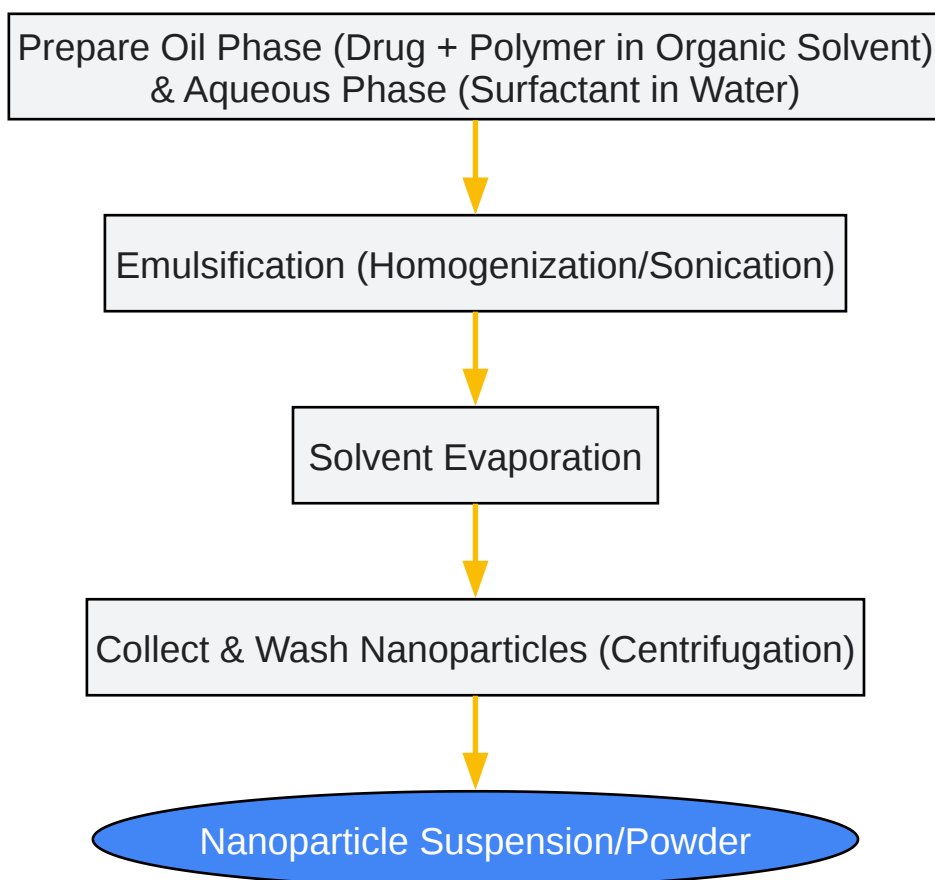 Prepare Oil Phase (Drug + Polymer in Organic Solvent)
& Aqueous Phase (Surfactant in Water)
Emulsification (Homogenization/Sonication)
Solvent Evaporation
Collect & Wash Nanoparticles (Centrifugation)
Nanoparticle Suspension/Powder